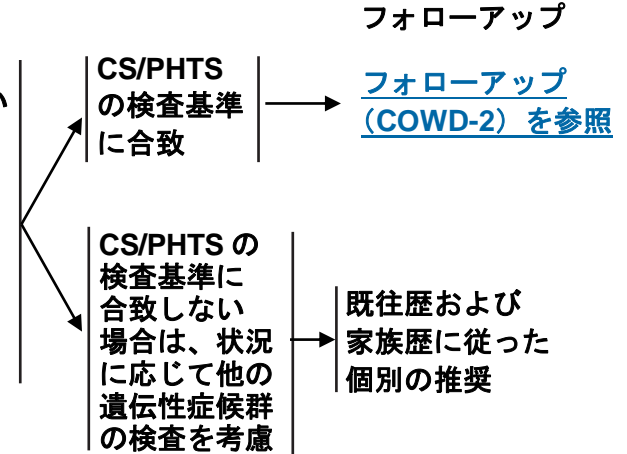 フォローアップ
CS/PHTS
の検査基準
に合致
フォローアップ
(COWD-2)を参照
CS/PHTS の
検査基準に
合致しない
場合は、状況
に応じて他の
遺伝性症候群
の検査を考慮
既往歴および
家族歴に従った
個別の推奨